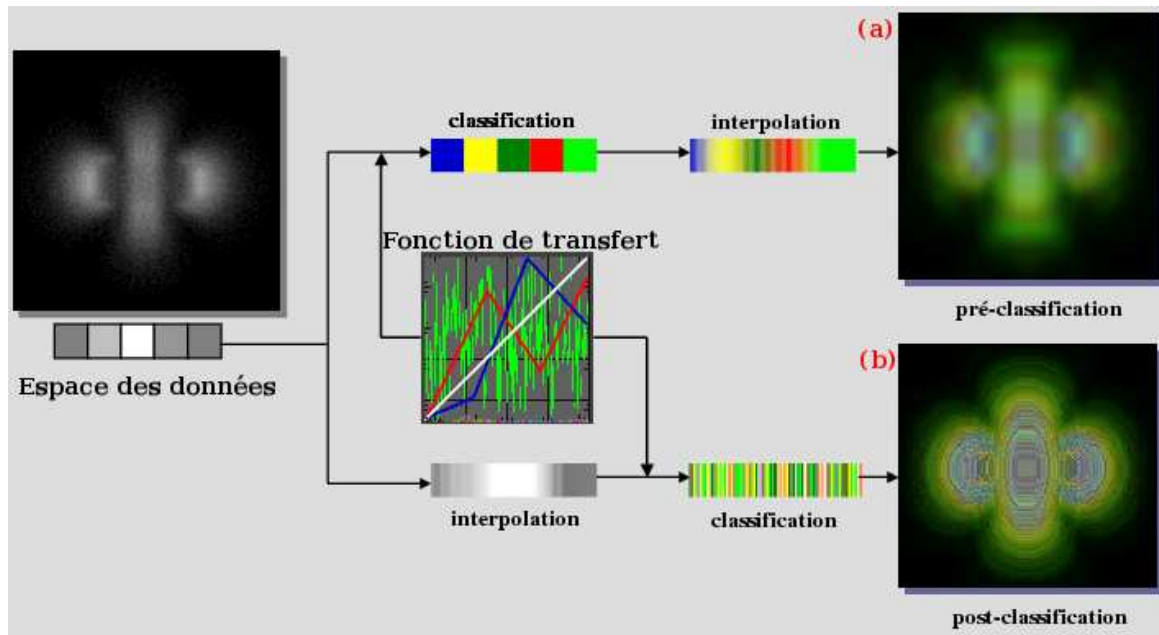 (a)
classification
interpolation
Fonction de transfert
pré-classification
Espace des données
(b)
interpolation
classification
post-classification